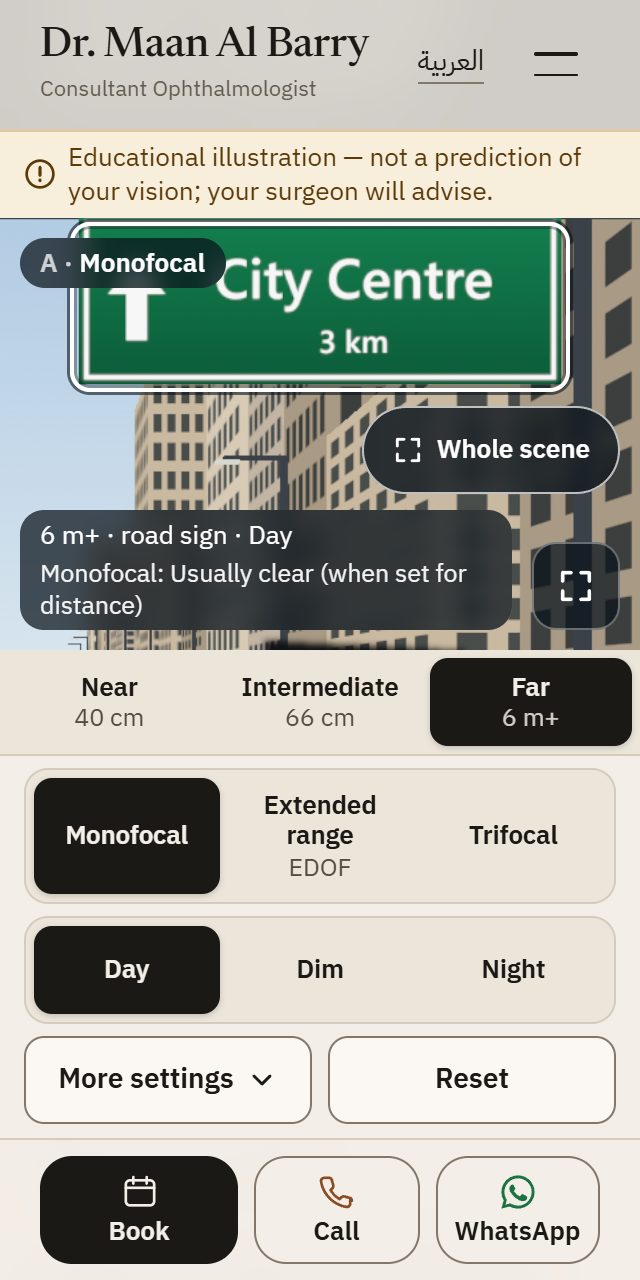 Dr. Maan Al Barry
Consultant Ophthalmologist
العربية
Educational illustration — not a prediction of
your vision; your surgeon will advise.
A · Monofocal
City Centre
3 km
Whole scene
6 m+ · road sign · Day
Monofocal: Usually clear (when set for
distance)
Near
40 cm
Intermediate
66 cm
Far
6 m+
Monofocal
Extended
range
EDOF
Trifocal
Day
Dim
Night
More settings
Reset
Book
Call
WhatsApp